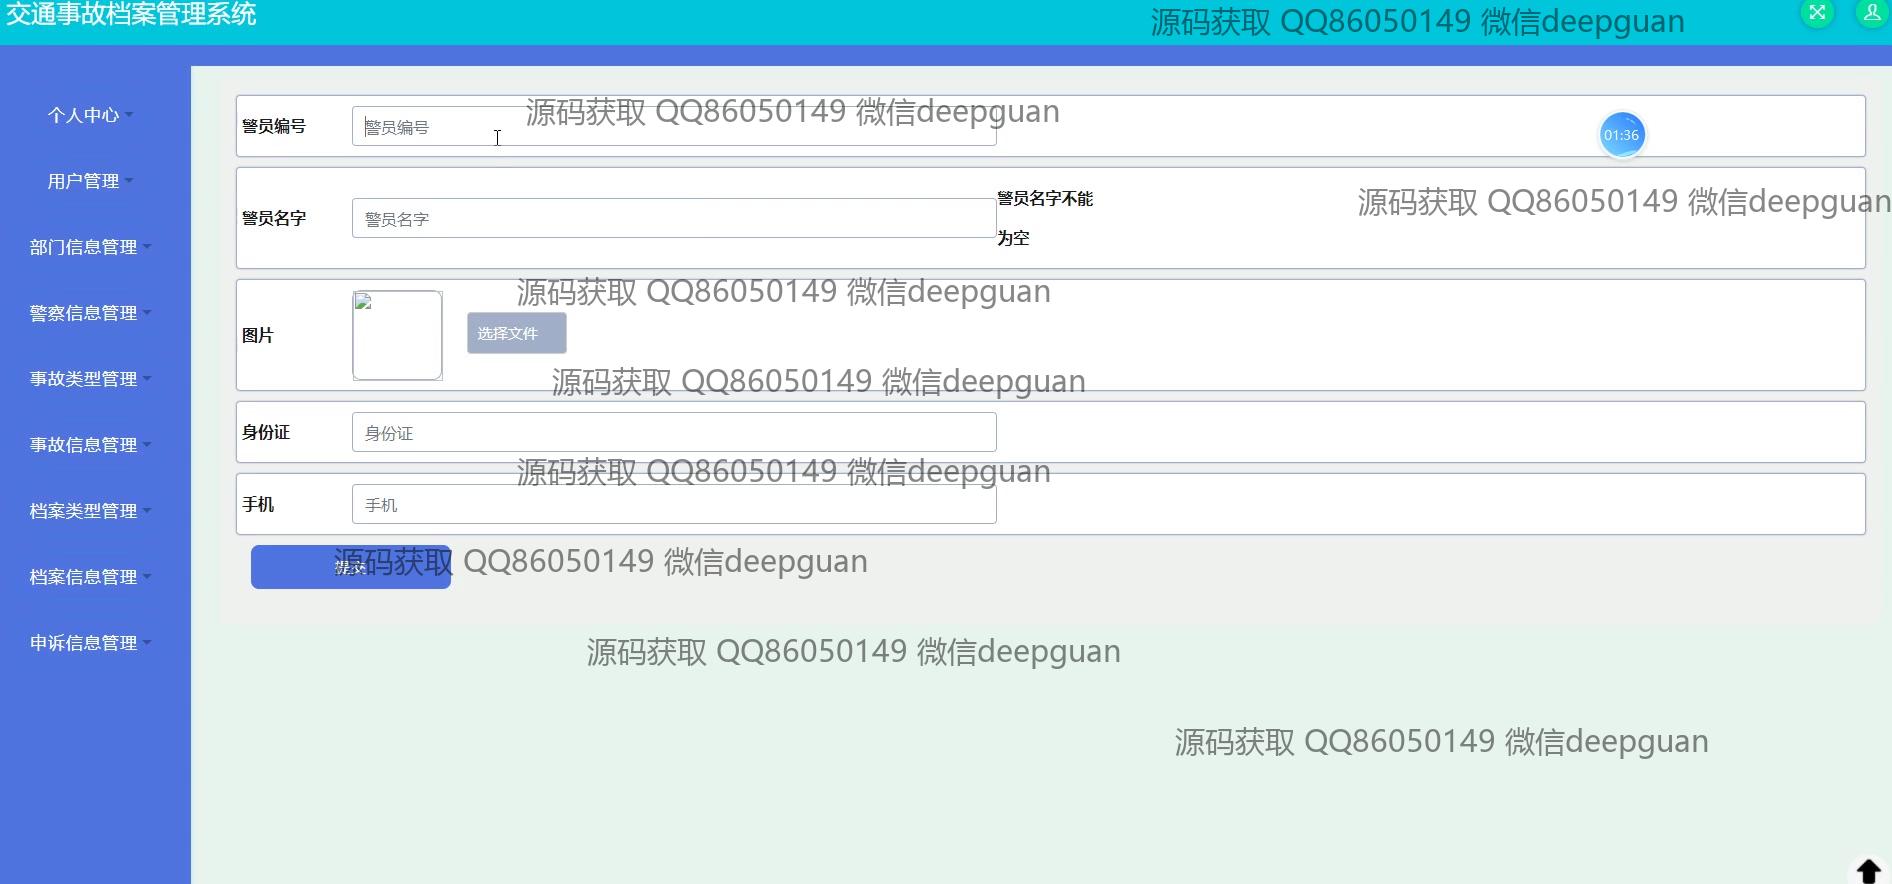 交通事故档案管理系统
源码获取 QQ86050149 微信deepguan
个人中心
用户管理
部门信息管理
警察信息管理
事故类型管理
事故信息管理
档案类型管理
档案信息管理
申诉信息管理
警员编号
警员编号
源码获取 QQ86050149 微信deepguan
01:36
警员名字
警员名字
警员名字不能
为空
源码获取 QQ86050149 微信deepguan
源码获取 QQ86050149 微信deepguan
图片
选择文件
源码获取 QQ86050149 微信deepguan
身份证
身份证
源码获取 QQ86050149 微信deepguan
手机
手机
提交
源码获取 QQ86050149 微信deepguan
源码获取 QQ86050149 微信deepguan
源码获取 QQ86050149 微信deepguan